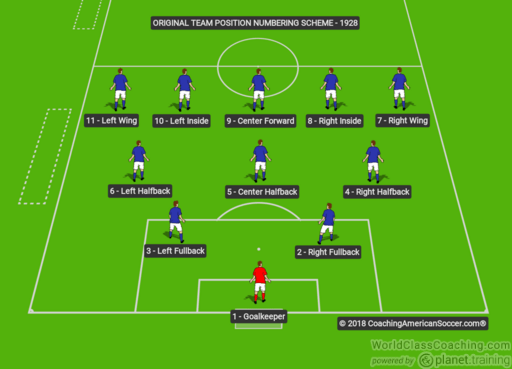 ORIGINAL TEAM POSITION NUMBERING SCHEME - 1928
11 - Left Wing
10 - Left Inside
9 - Center Forward
8 - Right Inside
7 - Right Wing
6 - Left Halfback
5 - Center Halfback
4 - Right Halfback
3 - Left Fullback
2 - Right Fullback
1 - Goalkeeper
© 2018 CoachingAmericanSoccer.com®
WorldClassCoaching.com
powered by planet.training